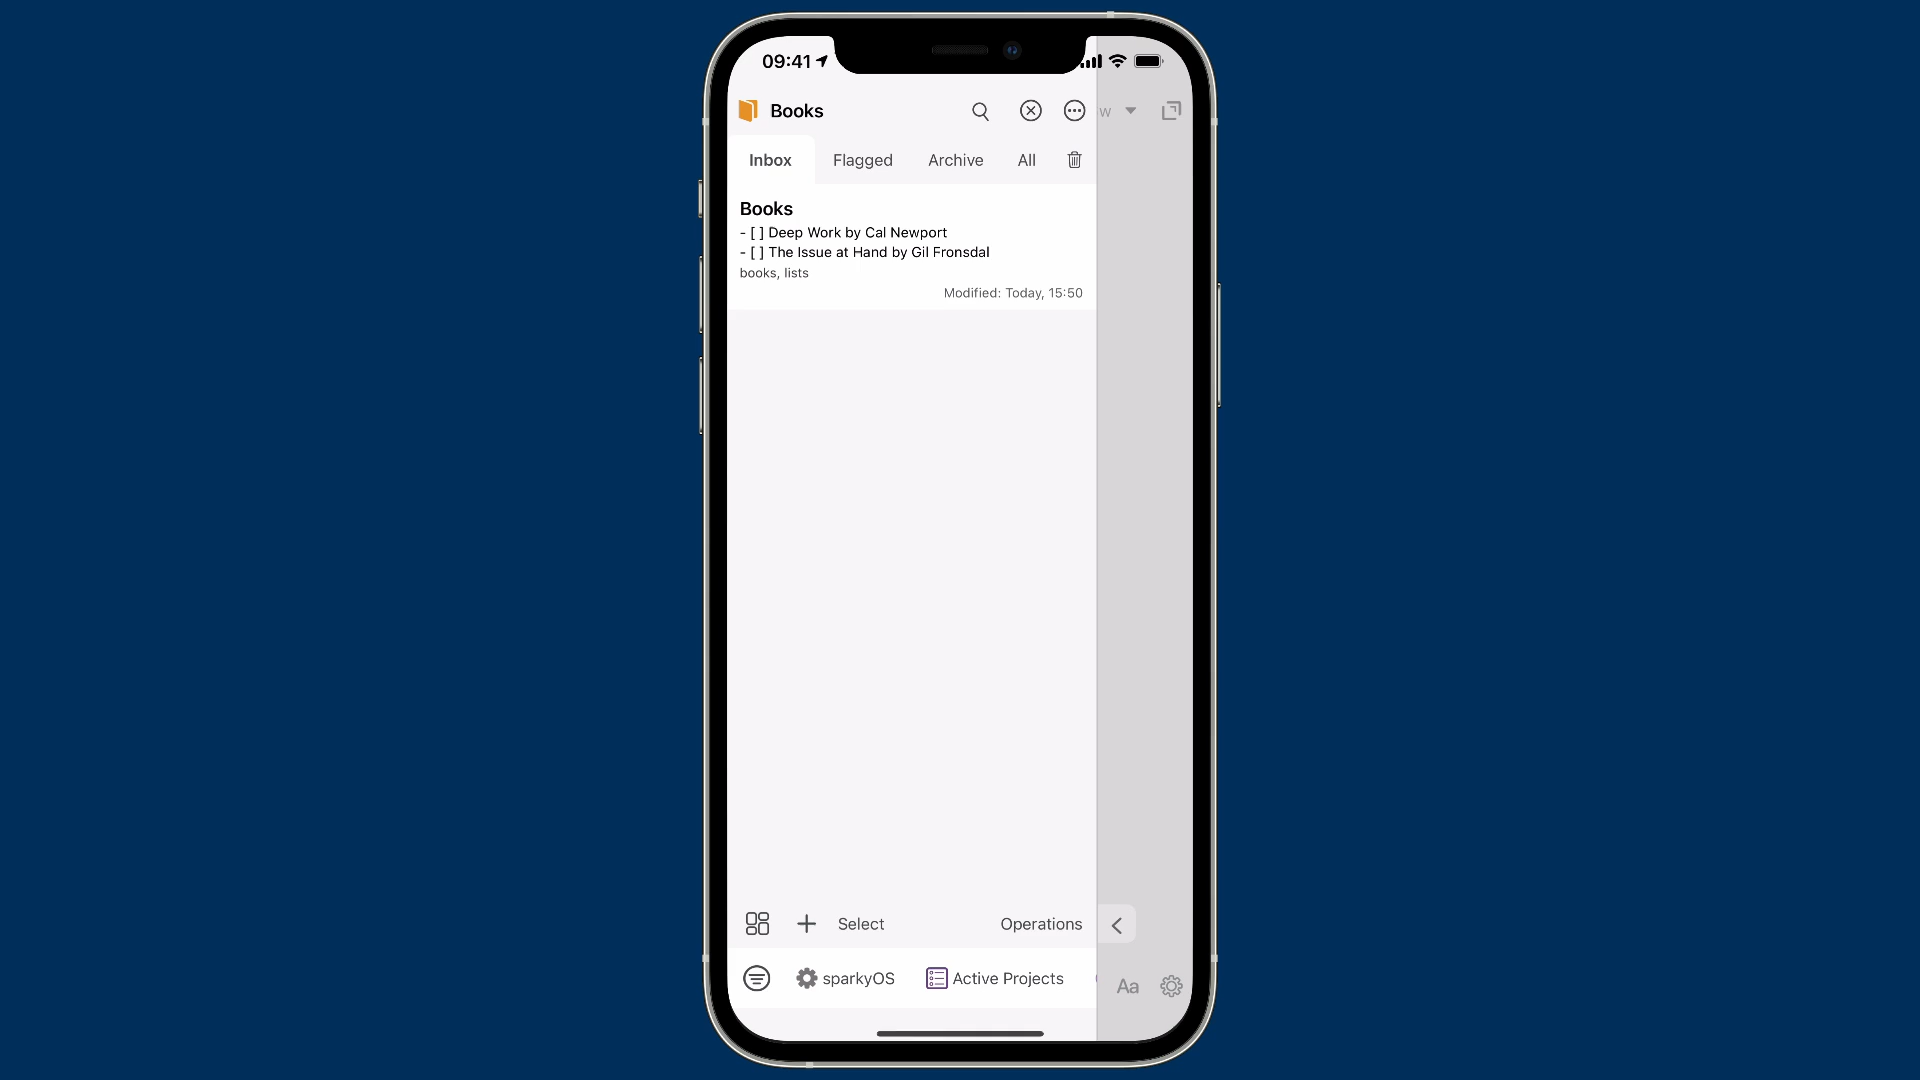 09:41
Books
w
Inbox Flagged Archive All
Books
- [ ] Deep Work by Cal Newport
- [ ] The Issue at Hand by Gil Fronsdal
books, lists
Modified: Today, 15:50
Select Operations
sparkyOS Active Projects
Aa